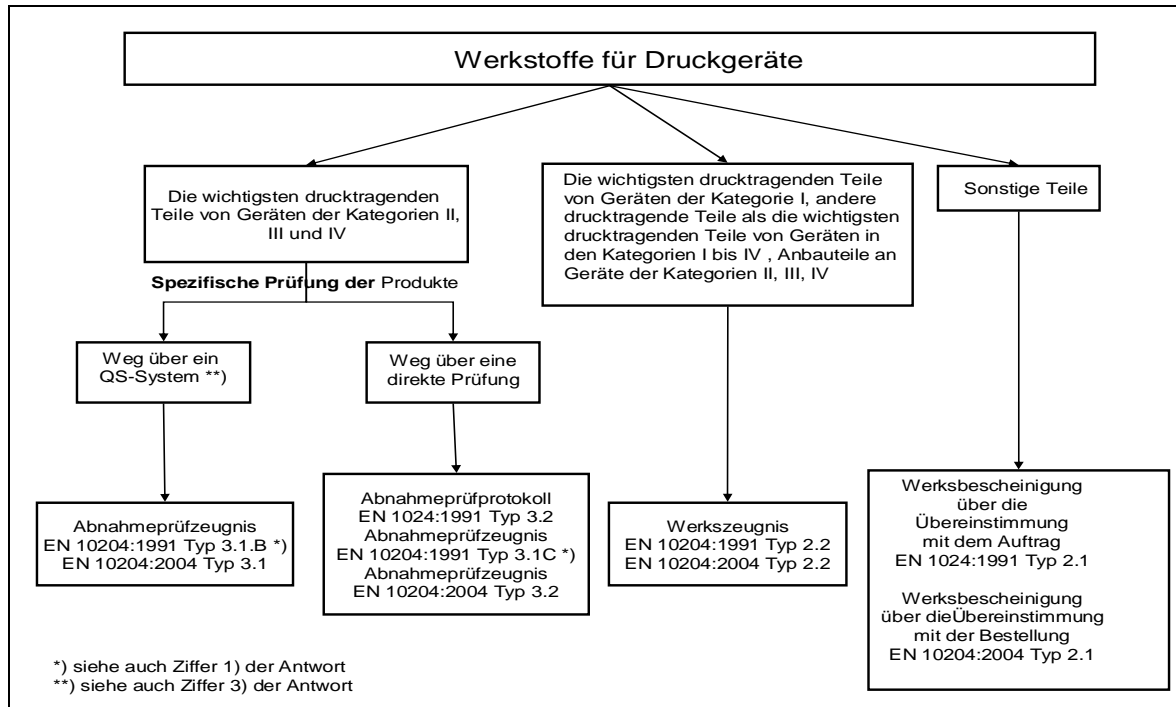 Werkstoffe für Druckgeräte
Die wichtigsten drucktragenden
Teile von Geräten der Kategorien II,
III und IV
Die wichtigsten drucktragenden Teile
von Geräten der Kategorie I, andere
drucktragende Teile als die wichtigsten
drucktragenden Teile von Geräten in
den Kategorien I bis IV , Anbauteile an
Geräte der Kategorien II, III, IV
Sonstige Teile
Spezifische Prüfung der Produkte
Weg über ein
QS-System **)
Weg über eine
direkte Prüfung
Abnahmeprüfzeugnis
EN 10204:1991 Typ 3.1.B *)
EN 10204:2004 Typ 3.1
Abnahmeprüfprotokoll
EN 1024:1991 Typ 3.2
Abnahmeprüfzeugnis
EN 10204:1991 Typ 3.1C *)
Abnahmeprüfzeugnis
EN 10204:2004 Typ 3.2
Werkszeugnis
EN 10204:1991 Typ 2.2
EN 10204:2004 Typ 2.2
Werksbescheinigung
über die
Übereinstimmung
mit dem Auftrag
EN 1024:1991 Typ 2.1
Werksbescheinigung
über dieÜbereinstimmung
mit der Bestellung
EN 10204:2004 Typ 2.1
*) siehe auch Ziffer 1) der Antwort
**) siehe auch Ziffer 3) der Antwort